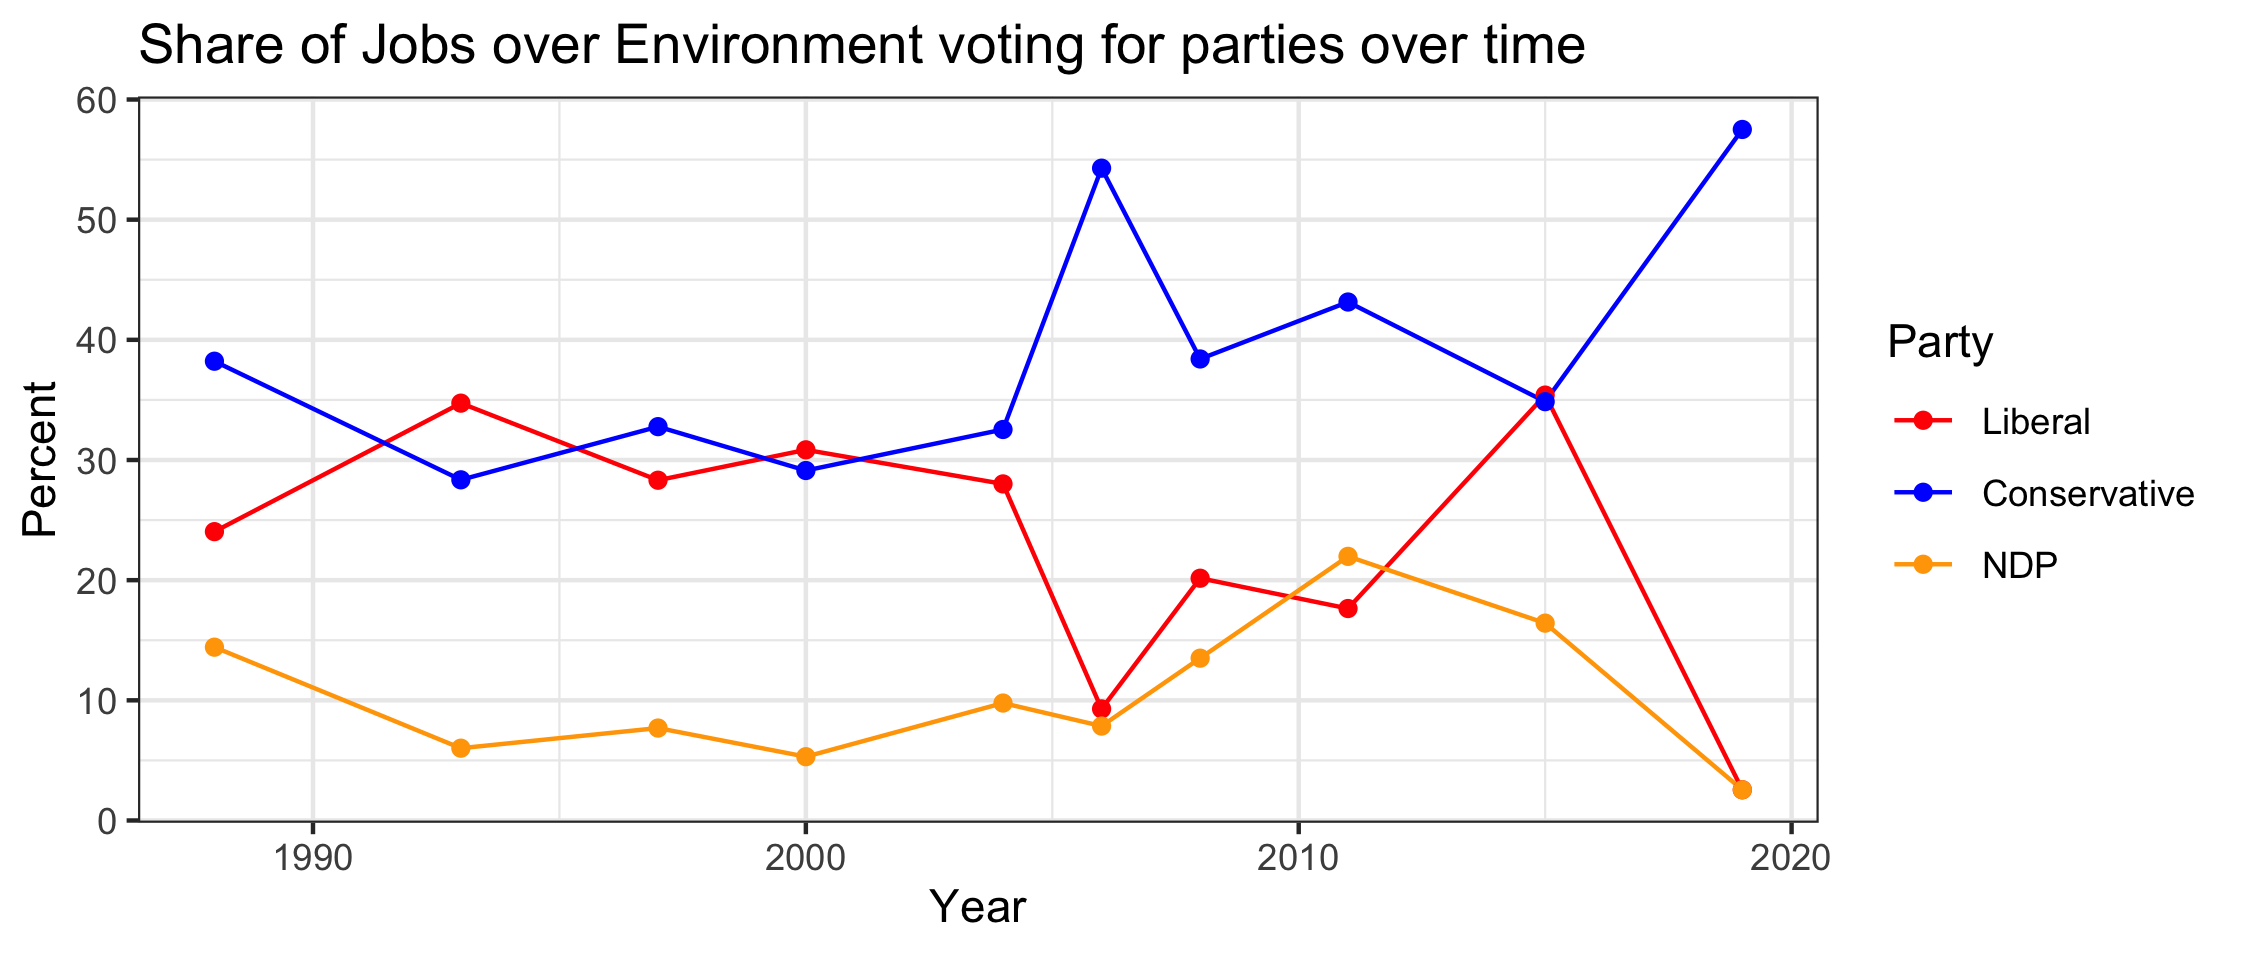 Share of Jobs over Environment voting for parties over time
60
50
40
30
20
10
0
Percent
1990 2000 2010 2020
Year
Party
Liberal
Conservative
NDP